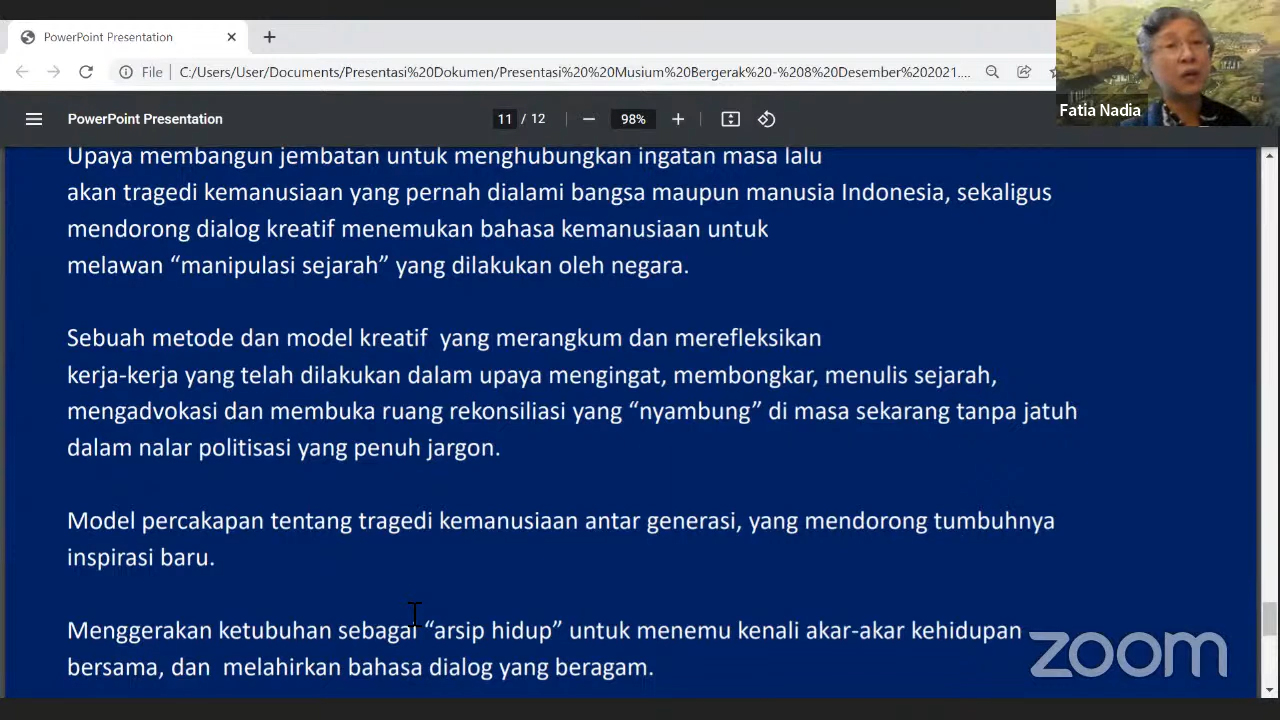 PowerPoint Presentation
File
C:/Users/User/Documents/Presentasi%20Dokumen/Presentasi%20%20Musium%20Bergerak%20-%208%20Desember%202021....
PowerPoint Presentation
11 / 12
98%
Fatia Nadia
Upaya membangun jembatan untuk menghubungkan ingatan masa lalu
akan tragedi kemanusiaan yang pernah dialami bangsa maupun manusia Indonesia, sekaligus
mendorong dialog kreatif menemukan bahasa kemanusiaan untuk
melawan “manipulasi sejarah” yang dilakukan oleh negara.
Sebuah metode dan model kreatif  yang merangkum dan merefleksikan
kerja-kerja yang telah dilakukan dalam upaya mengingat, membongkar, menulis sejarah,
mengadvokasi dan membuka ruang rekonsiliasi yang “nyambung” di masa sekarang tanpa jatuh
dalam nalar politisasi yang penuh jargon.
Model percakapan tentang tragedi kemanusiaan antar generasi, yang mendorong tumbuhnya
inspirasi baru.
Menggerakan ketubuhan sebagai “arsip hidup” untuk menemu kenali akar-akar kehidupan
bersama, dan  melahirkan bahasa dialog yang beragam.
zoom